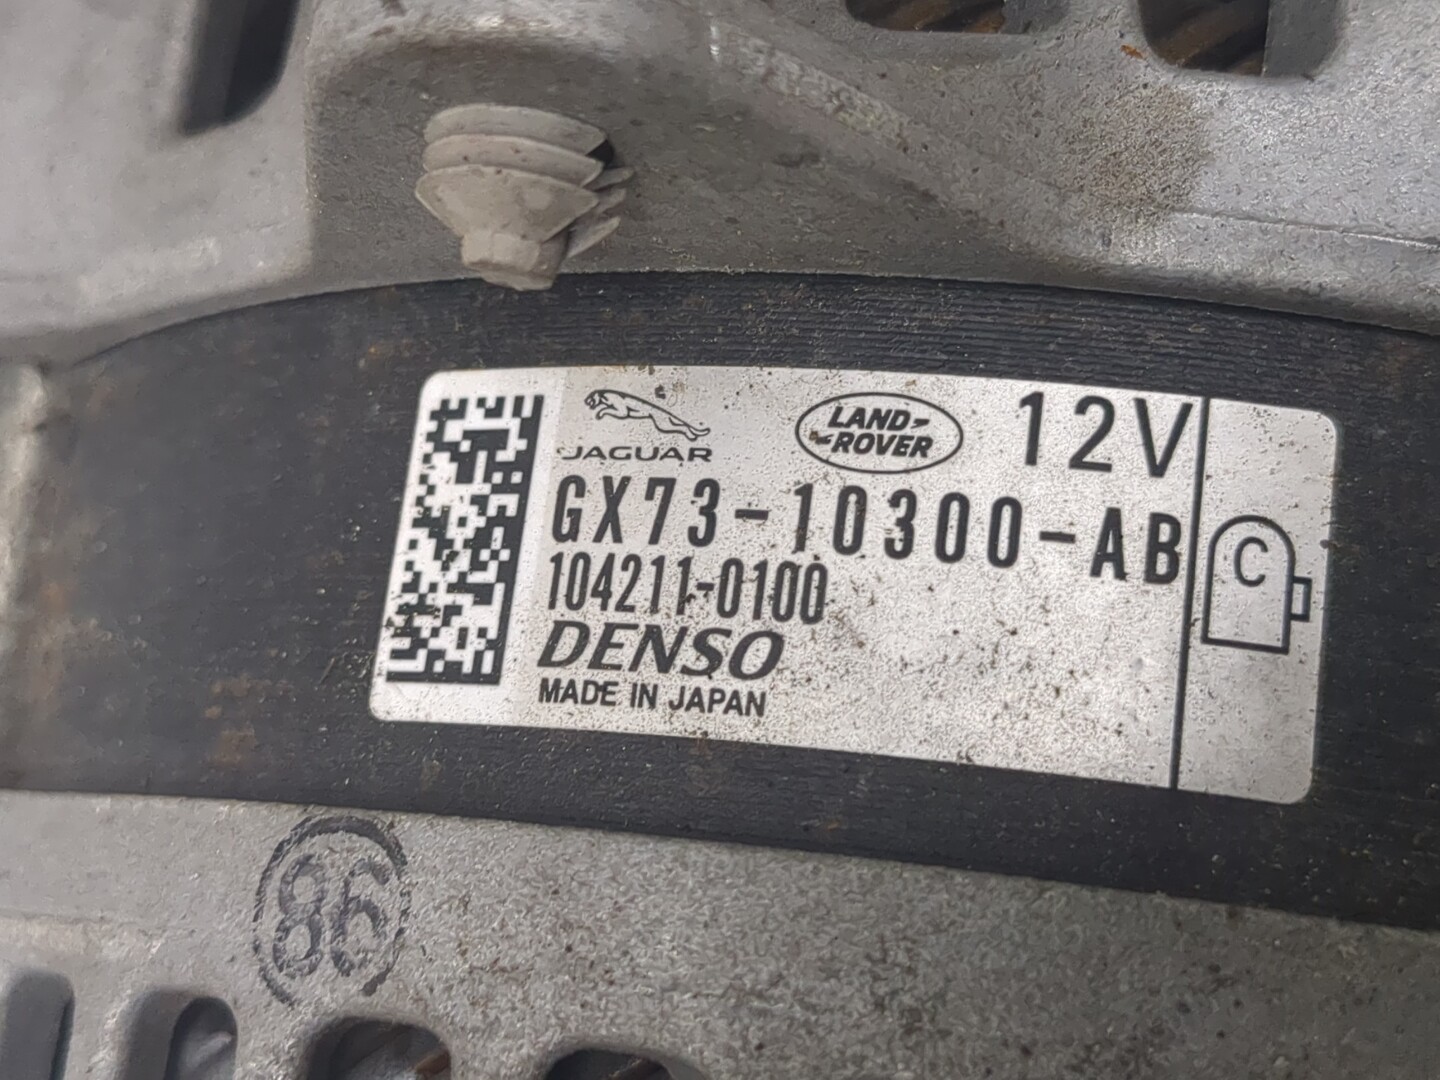 JAGUAR
LAND-
ROVER
12V
GX73-10300-AB
104211-0100
DENSO
MADE IN JAPAN
C
86